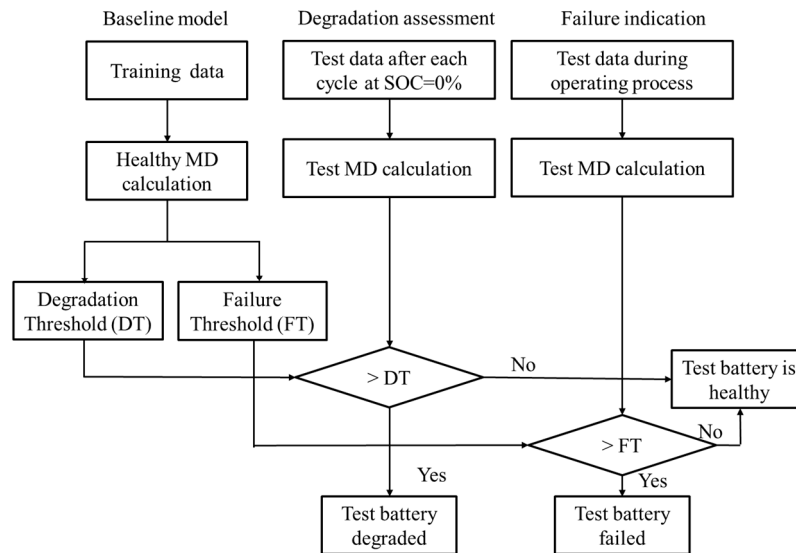 Baseline model
Degradation assessment
Failure indication
Training data
Test data after each
cycle at SOC=0%
Test data during
operating process
Healthy MD
calculation
Test MD calculation
Test MD calculation
Degradation
Threshold (DT)
Failure
Threshold (FT)
> DT
No
Test battery is
healthy
> FT
No
Yes
Yes
Test battery
degraded
Test battery
failed